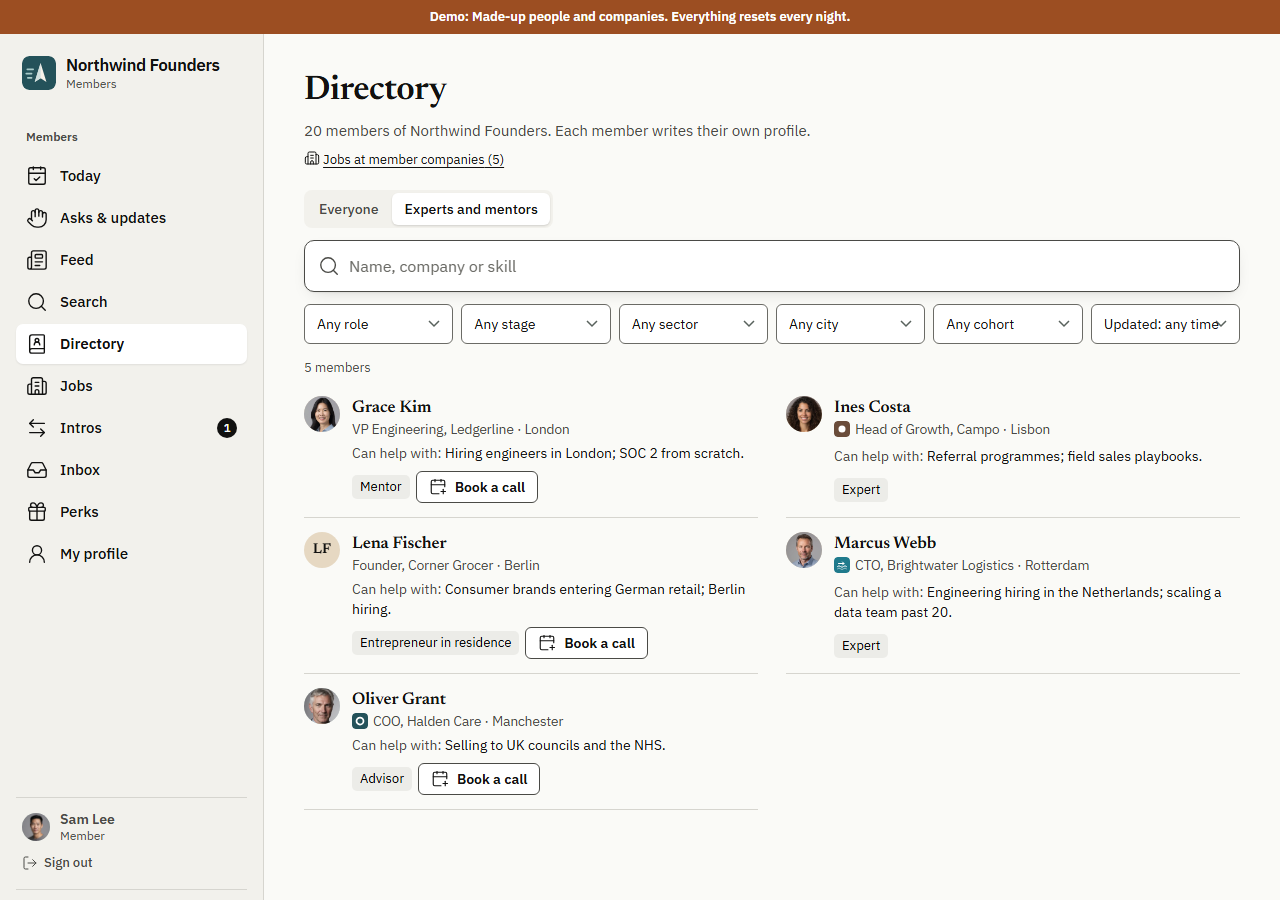 Demo: Made-up people and companies. Everything resets every night.
Northwind Founders
Members
Members
Today
Asks & updates
Feed
Search
Directory
Jobs
Intros
1
Inbox
Perks
My profile
Sam Lee
Member
Sign out
Directory
20 members of Northwind Founders. Each member writes their own profile.
Jobs at member companies (5)
Everyone
Experts and mentors
Name, company or skill
Any role
Any stage
Any sector
Any city
Any cohort
Updated: any time
5 members
Grace Kim
VP Engineering, Ledgerline · London
Can help with: Hiring engineers in London; SOC 2 from scratch.
Mentor
Book a call
Ines Costa
Head of Growth, Campo · Lisbon
Can help with: Referral programmes; field sales playbooks.
Expert
LF
Lena Fischer
Founder, Corner Grocer · Berlin
Can help with: Consumer brands entering German retail; Berlin
hiring.
Entrepreneur in residence
Book a call
Marcus Webb
CTO, Brightwater Logistics · Rotterdam
Can help with: Engineering hiring in the Netherlands; scaling a
data team past 20.
Expert
Oliver Grant
COO, Halden Care · Manchester
Can help with: Selling to UK councils and the NHS.
Advisor
Book a call